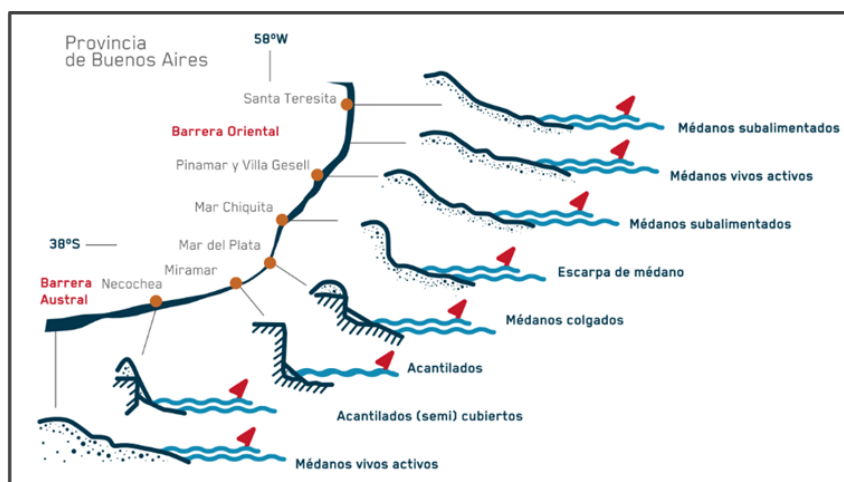 Provincia
de Buenos Aires
58ºW
Santa Teresita
Barrera Oriental
Médanos subalimentados
Pinamar y Villa Gesell
Médanos vivos activos
Mar Chiquita
Médanos subalimentados
38ºS
Mar del Plata
Escarpa de médano
Miramar
Barrera
Austral
Necochea
Médanos colgados
Acantilados
Acantilados (semi) cubiertos
Médanos vivos activos